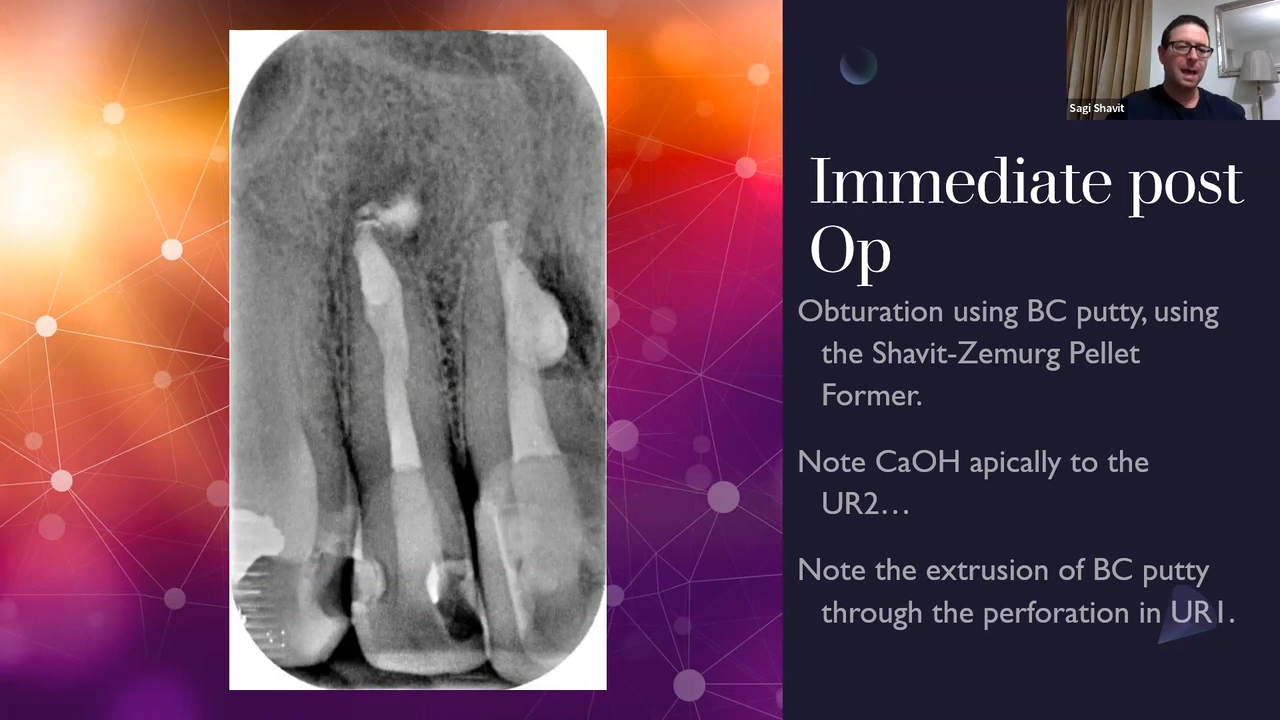 Sagi Shavit
Immediate post
Op
Obturation using BC putty, using
the Shavit-Zemurg Pellet
Former.
Note CaOH apically to the
UR2…
Note the extrusion of BC putty
through the perforation in UR1.